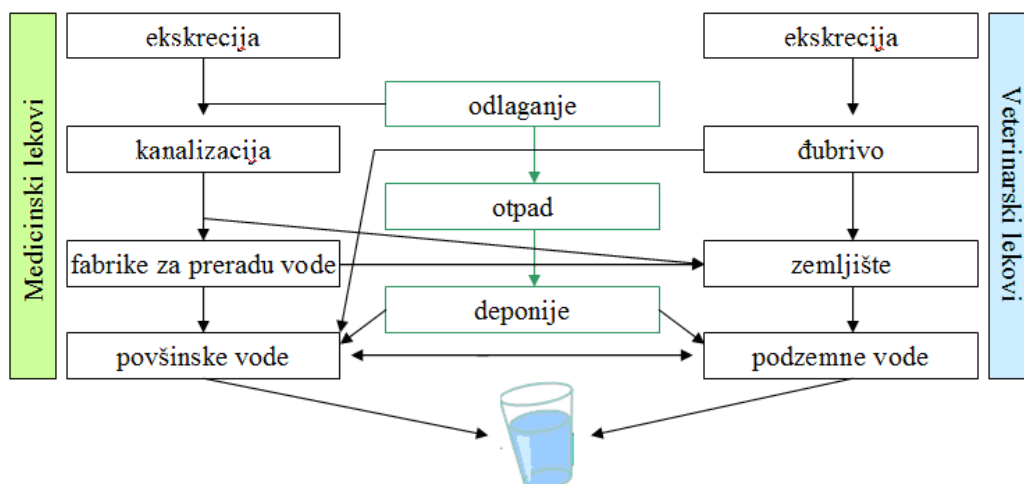 Medicinski lekovi
ekskrecija
ekskrecija
odlaganje
kanalizacija
đubrivo
otpad
fabrike za preradu vode
zemljište
deponije
povšinske vode
podzemne vode
Veterinarski lekovi